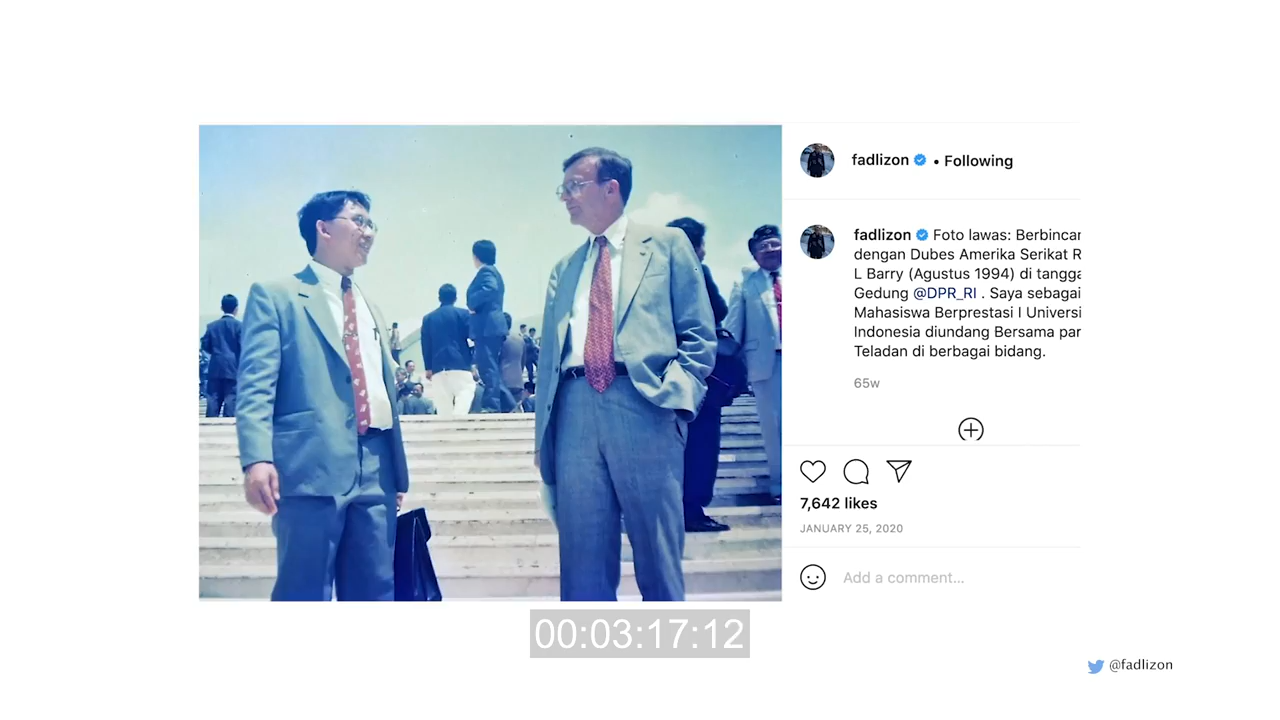 fadlizon • Following
fadlizon Foto lawas: Berbincan
dengan Dubes Amerika Serikat R
L Barry (Agustus 1994) di tangga
Gedung @DPR_RI . Saya sebagai
Mahasiswa Berprestasi I Universi
Indonesia diundang Bersama par
Teladan di berbagai bidang.
65w
7,642 likes
JANUARY 25, 2020
Add a comment...
00:03:17:12
@fadlizon